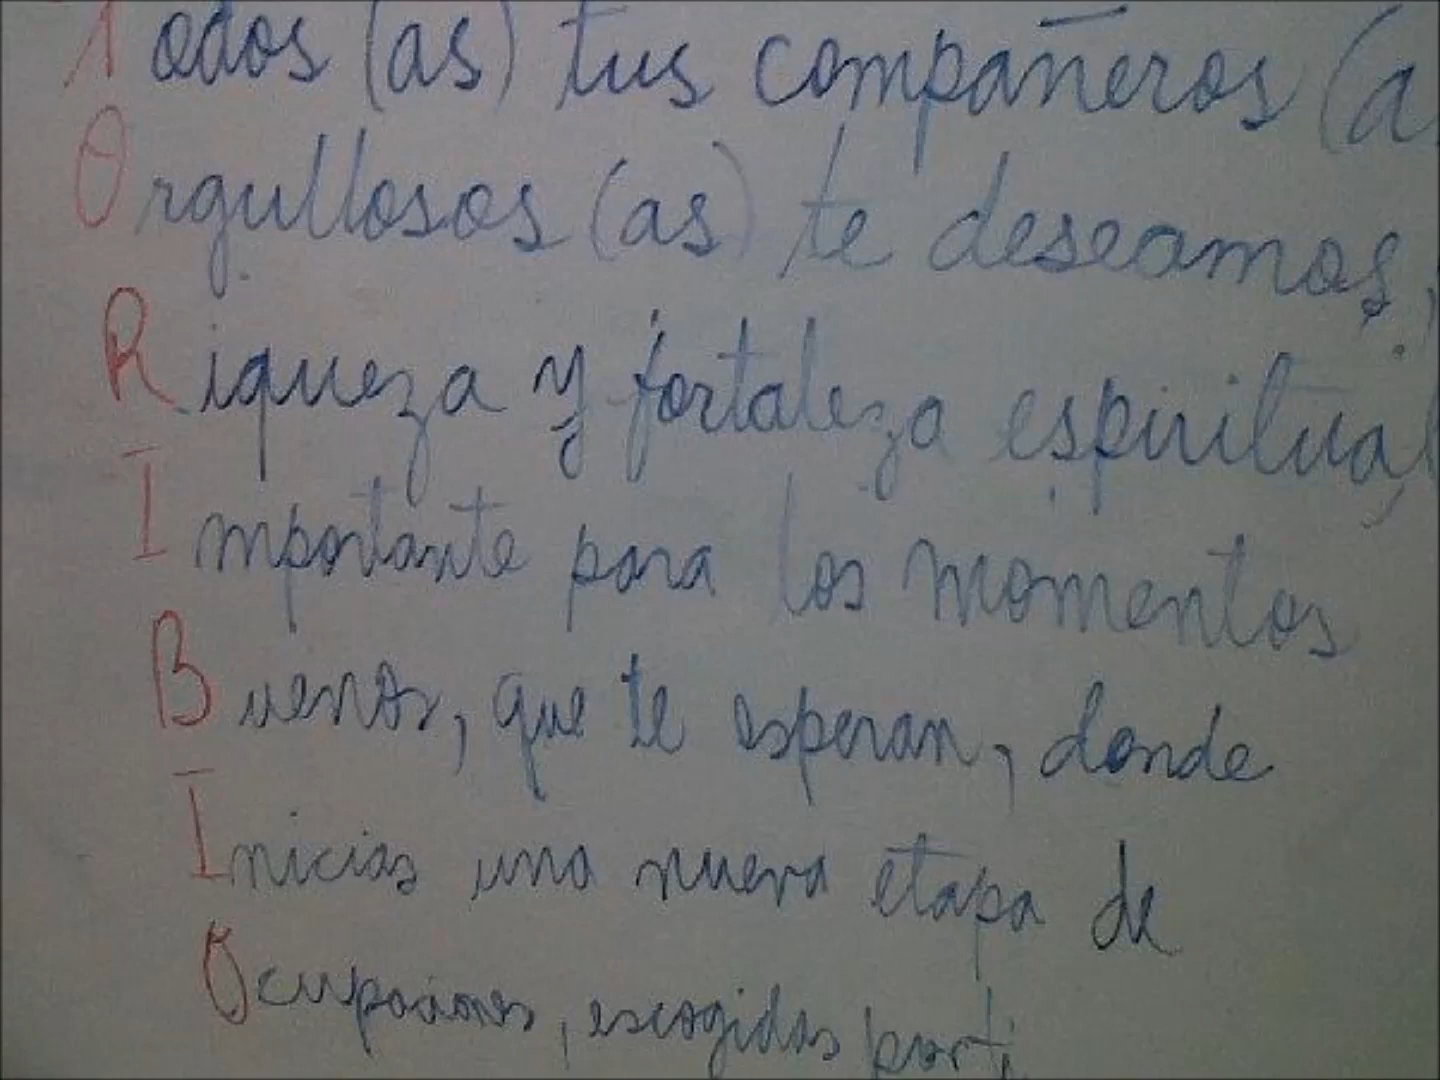 Todos (as) tus compañeros (a
Orgullosos (as) te deseamos,
Riqueza y fortaleza espiritual,
Importante para los momentos
Buenos, que te esperan, donde
Inicias una nueva etapa de
Ocupaciones, escogidas por ti